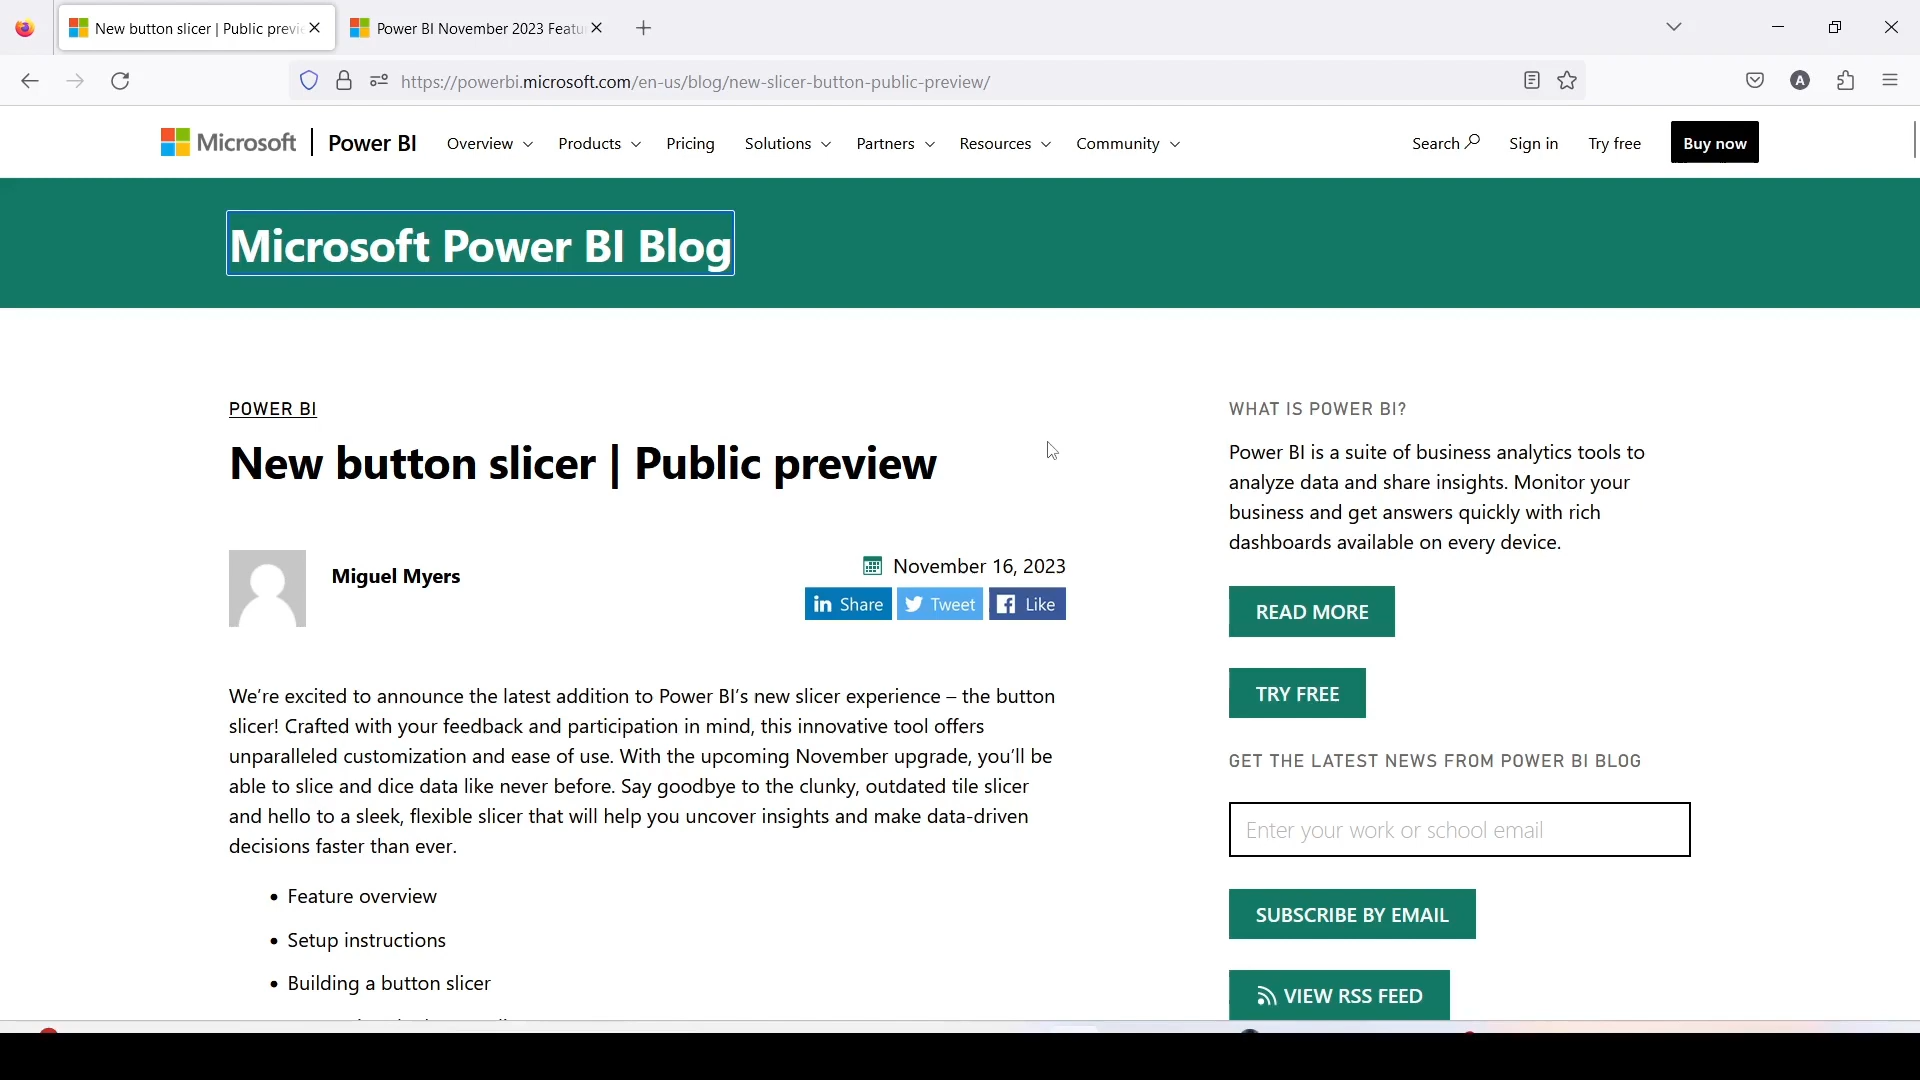 New button slicer | Public previe
Power BI November 2023 Featu
https://powerbi.microsoft.com/en-us/blog/new-slicer-button-public-preview/
A
Microsoft
Power BI
Overview
Products
Pricing
Solutions
Partners
Resources
Community
Search
Sign in
Try free
Buy now
Microsoft Power BI Blog
POWER BI
New button slicer | Public preview
Miguel Myers
November 16, 2023
in Share
Tweet
Like
We’re excited to announce the latest addition to Power BI’s new slicer experience – the button
slicer! Crafted with your feedback and participation in mind, this innovative tool offers
unparalleled customization and ease of use. With the upcoming November upgrade, you’ll be
able to slice and dice data like never before. Say goodbye to the clunky, outdated tile slicer
and hello to a sleek, flexible slicer that will help you uncover insights and make data-driven
decisions faster than ever.
• Feature overview
• Setup instructions
• Building a button slicer
WHAT IS POWER BI?
Power BI is a suite of business analytics tools to
analyze data and share insights. Monitor your
business and get answers quickly with rich
dashboards available on every device.
READ MORE
TRY FREE
GET THE LATEST NEWS FROM POWER BI BLOG
Enter your work or school email
SUBSCRIBE BY EMAIL
VIEW RSS FEED